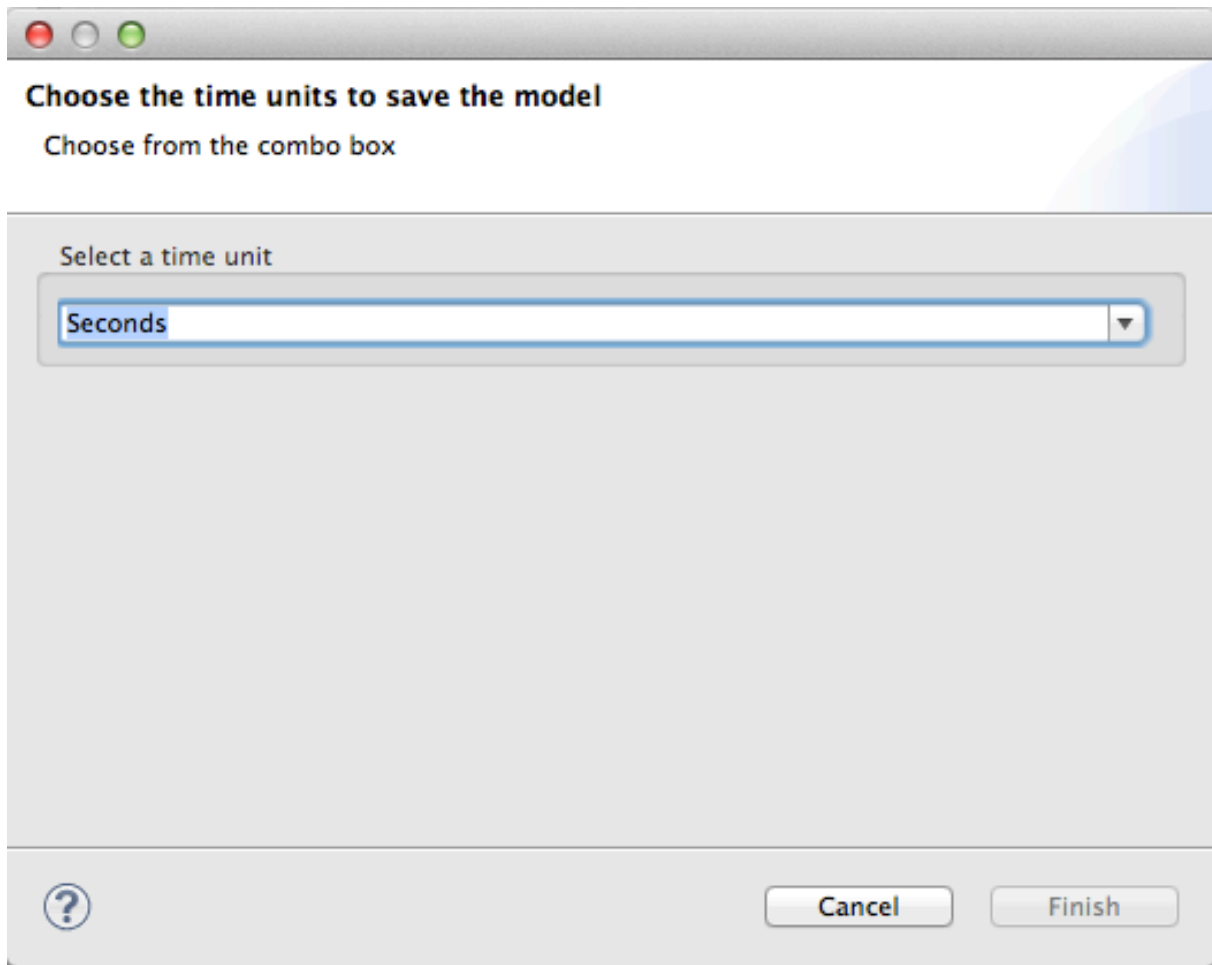 Choose the time units to save the model
Choose from the combo box
Select a time unit
Seconds
?
Cancel
Finish